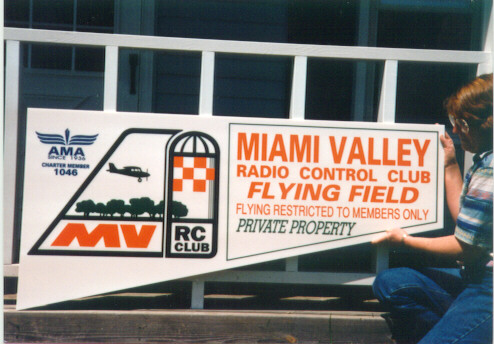 AMA
SINCE 1936
CHARTER MEMBER
1046
MV
RC
CLUB
MIAMI VALLEY
RADIO CONTROL CLUB
FLYING FIELD
FLYING RESTRICTED TO MEMBERS ONLY
PRIVATE PROPERTY